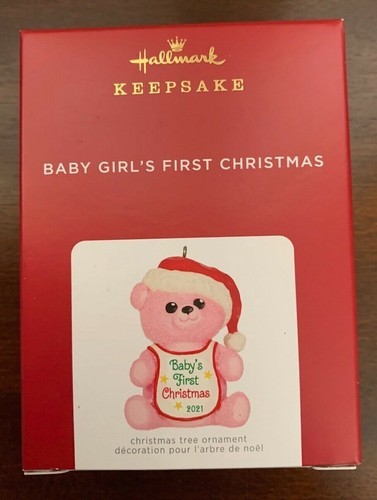 Hallmark
KEEPSAKE
BABY GIRL'S FIRST CHRISTMAS
Baby's
First
Christmas
2021
christmas tree ornament
décoration pour l'arbre de noël